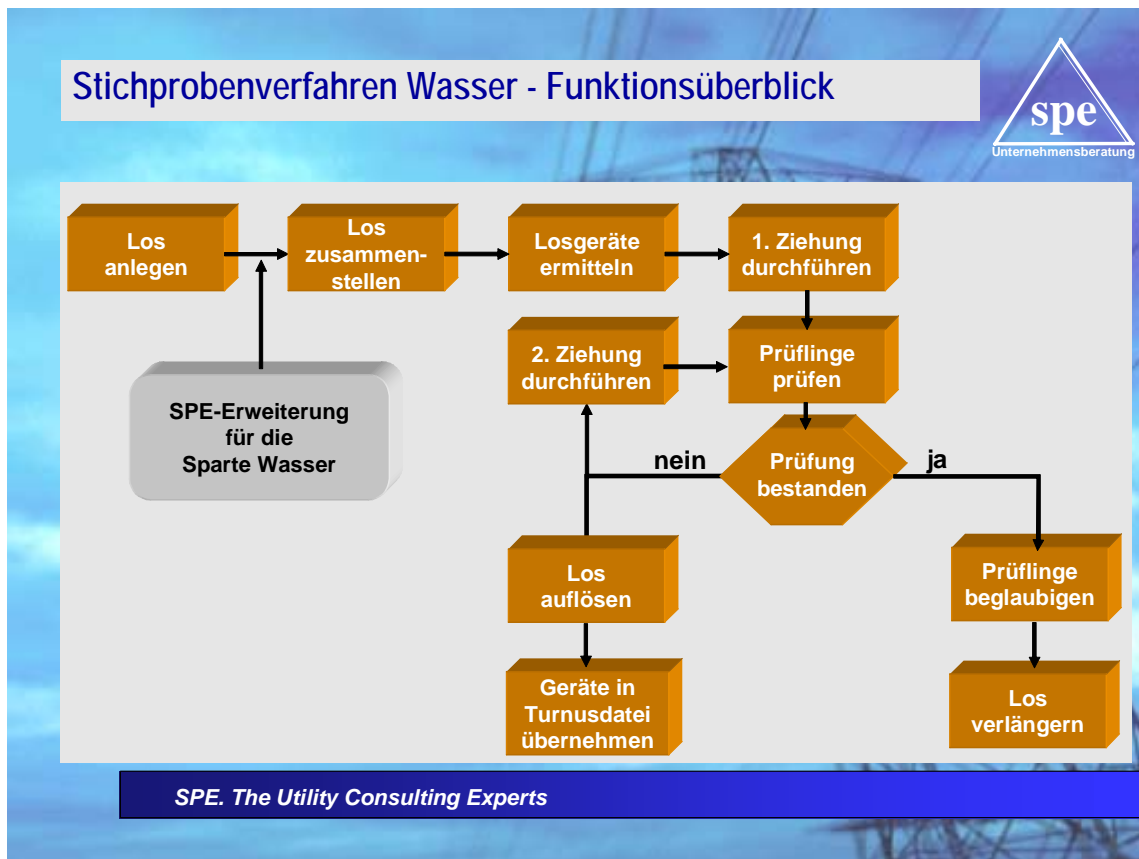 Stichprobenverfahren Wasser - Funktionsüberblick
spe
Unternehmensberatung
Los
anlegen
Los
zusammen-
stellen
Losgeräte
ermitteln
1. Ziehung
durchführen
2. Ziehung
durchführen
Prüflinge
prüfen
SPE-Erweiterung
für die
Sparte Wasser
nein
Prüfung
bestanden
ja
Los
auflösen
Prüflinge
beglaubigen
Geräte in
Turnusdatei
übernehmen
Los
verlängern
SPE. The Utility Consulting Experts